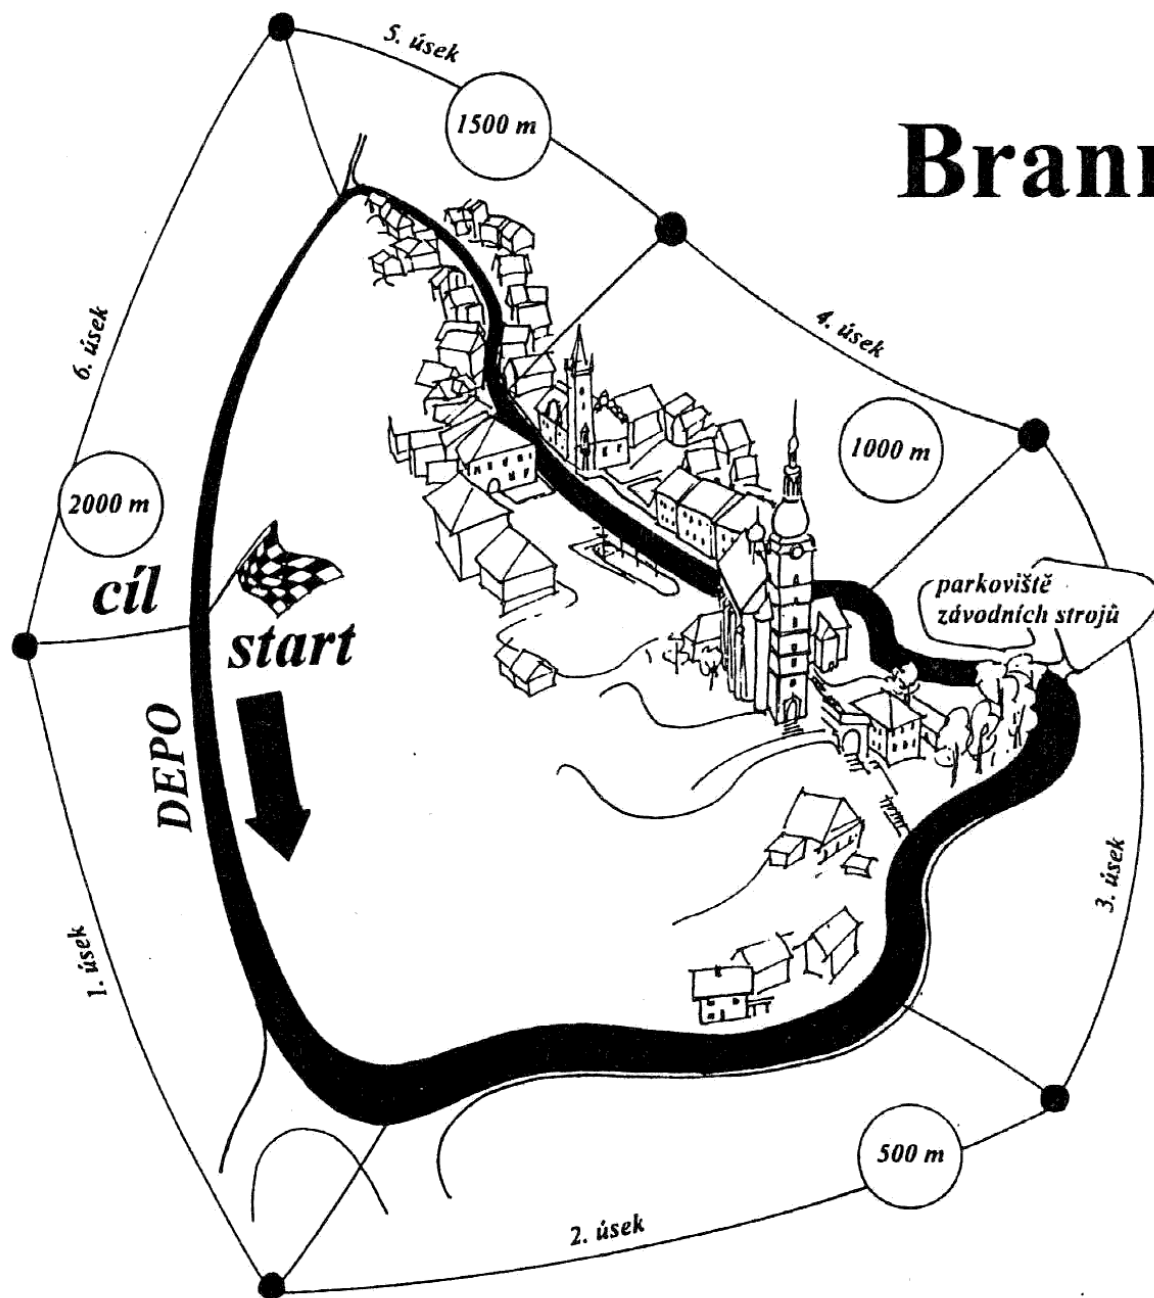 5. úsek
1500 m
4. úsek
6. úsek
1000 m
2000 m
cíl
start
parkoviště
závodních strojů
DEPO
3. úsek
1. úsek
500 m
2. úsek